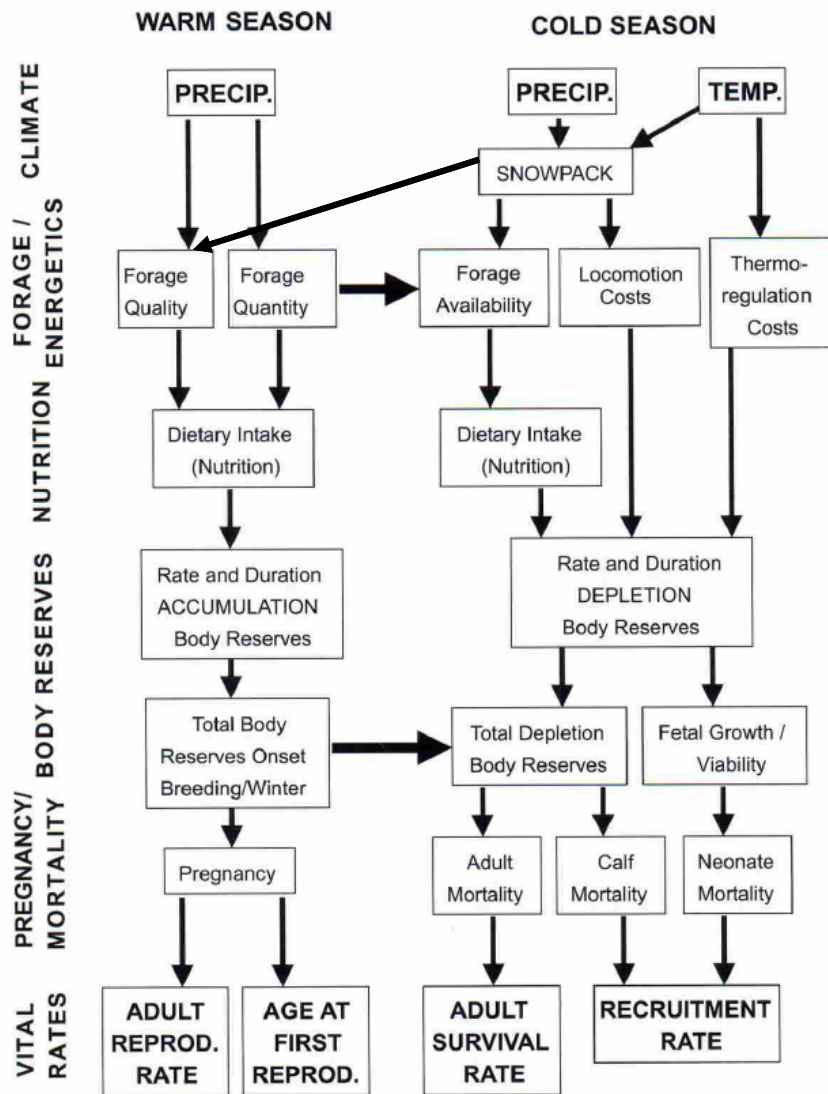 WARM SEASON
COLD SEASON
CLIMATE
PRECIP.
PRECIP.
TEMP.
SNOWPACK
FORAGE /
ENERGETICS
Forage
Quality
Forage
Quantity
Forage
Availability
Locomotion
Costs
Thermo-
regulation
Costs
NUTRITION
Dietary Intake
(Nutrition)
Dietary Intake
(Nutrition)
BODY RESERVES
Rate and Duration
ACCUMULATION
Body Reserves
Rate and Duration
DEPLETION
Body Reserves
Total Body
Reserves Onset
Breeding/Winter
Total Depletion
Body Reserves
Fetal Growth /
Viability
PREGNANCY/
MORTALITY
Pregnancy
Adult
Mortality
Calf
Mortality
Neonate
Mortality
VITAL
RATES
ADULT
REPROD.
RATE
AGE AT
FIRST
REPROD.
ADULT
SURVIVAL
RATE
RECRUITMENT
RATE